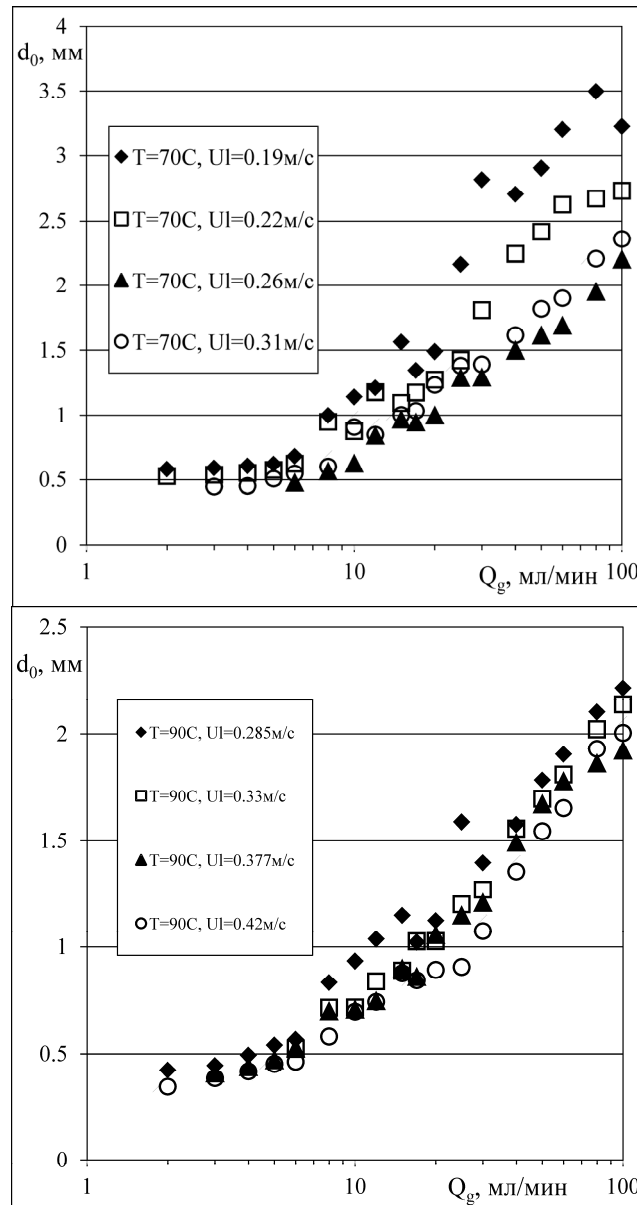 4
d₀, мм
3.5
T=70C, Ul=0.19м/с
3
T=70C, Ul=0.22м/с
2.5
T=70C, Ul=0.26м/с
2
T=70C, Ul=0.31м/с
1.5
1
0.5
0
1 10 100
Q_g, мл/мин
2.5
d₀, мм
T=90C, Ul=0.285м/с
2
T=90C, Ul=0.33м/с
1.5
T=90C, Ul=0.377м/с
T=90C, Ul=0.42м/с
1
0.5
0
1 10 100
Q_g, мл/мин